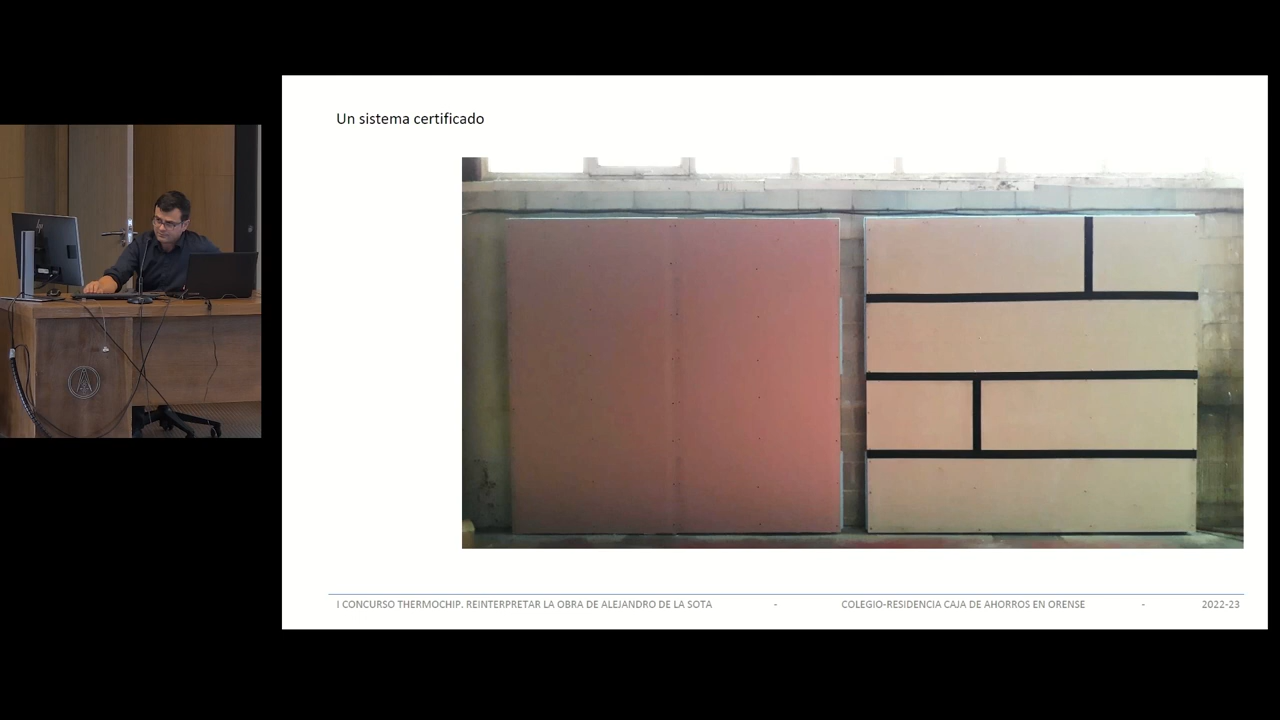 Un sistema certificado
I CONCURSO THERMOCHIP. REINTERPRETAR LA OBRA DE ALEJANDRO DE LA SOTA - COLEGIO-RESIDENCIA CAJA DE AHORROS EN ORENSE - 2022-23